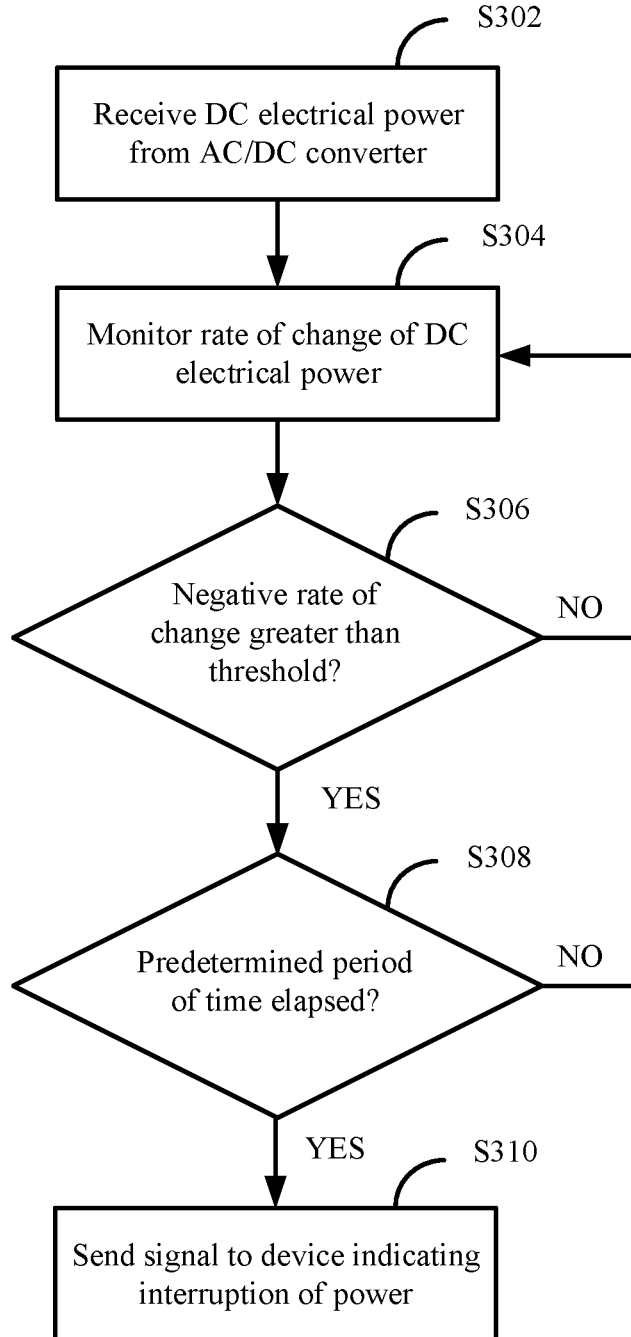 S302
Receive DC electrical power
from AC/DC converter
S304
Monitor rate of change of DC
electrical power
S306
Negative rate of
change greater than
threshold?
NO
YES
S308
Predetermined period
of time elapsed?
NO
YES
S310
Send signal to device indicating
interruption of power